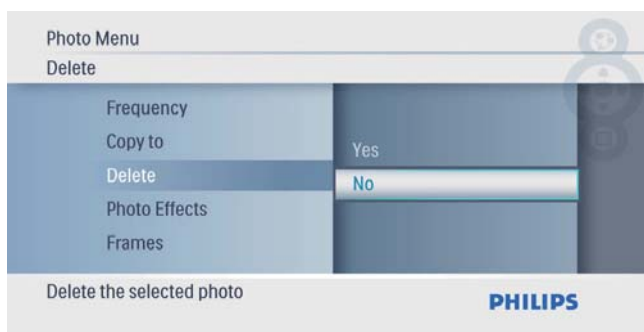 Photo Menu
Delete
Frequency
Copy to
Delete
Photo Effects
Frames
Yes
No
Delete the selected photo
PHILIPS